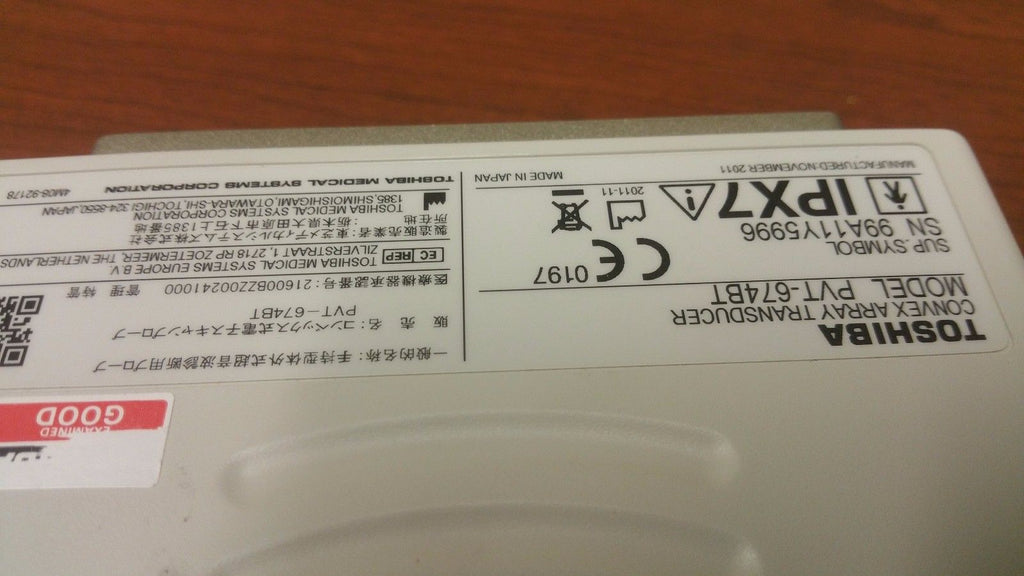 TOSHIBA
CONVEX ARRAY TRANSDUCER
MODEL PVT-674BT
SUP.SYMBOL
SN 99A11Y5996
IPX7
CE 0197
2011-11
MANUFACTURED:NOVEMBER 2011
MADE IN JAPAN
一般的名称:手持型体外式超音波診断用プローブ
販 売 名:コンベックス式電子スキャンプローブ
PVT-674BT
医療機器承認番号:21600BZZ00241000 管理 特管
EC REP
TOSHIBA MEDICAL SYSTEMS EUROPE B.V.
ZILVERSTRAAT 1, 2718 RP ZOETERMEER, THE NETHERLANDS
製造販売業者:東芝メディカルシステムズ株式会社
所在地 :栃木県大田原市下石上1385番地
TOSHIBA MEDICAL SYSTEMS CORPORATION
1385,SHIMOISHIGAMI,OTAWARA-SHI,TOCHIGI 324-8550,JAPAN
TOSHIBA MEDICAL SYSTEMS CORPORATION
4M08-92178
EXAMINED
GOOD